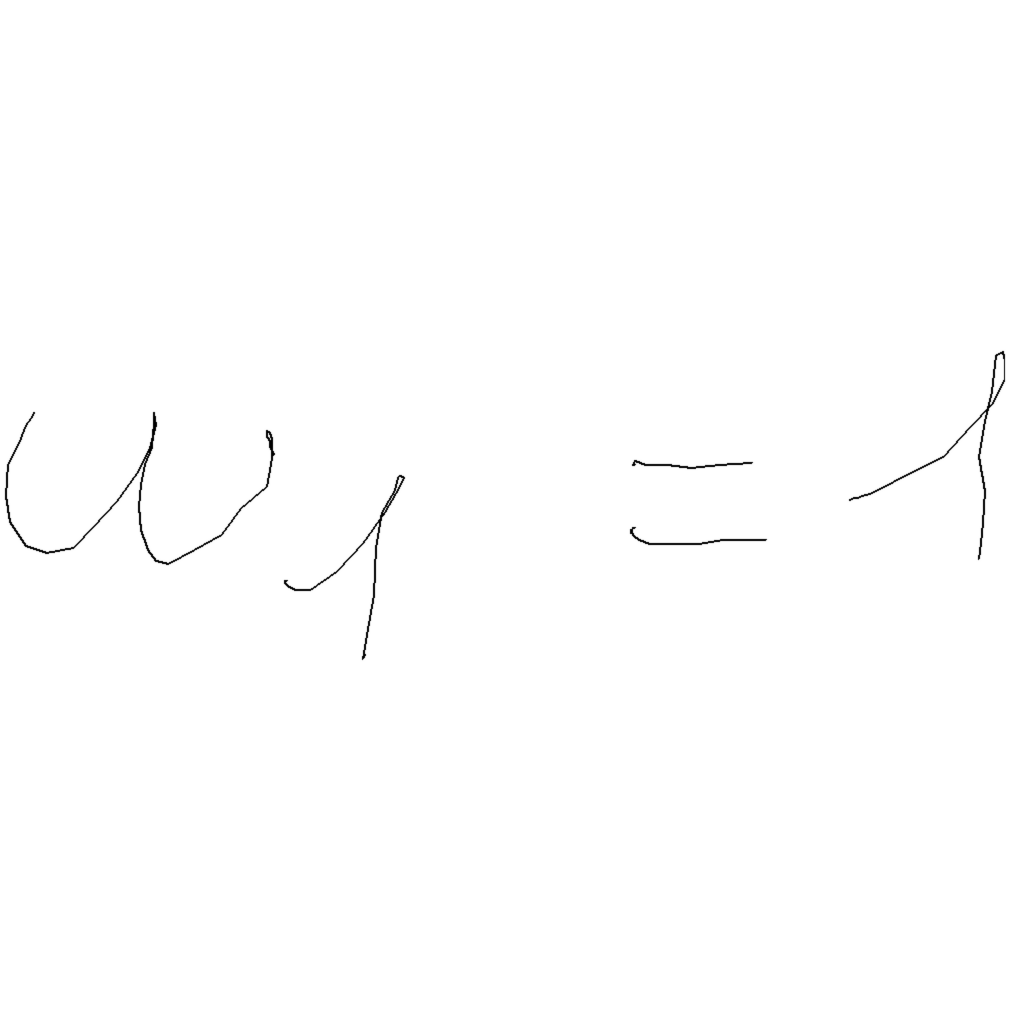 w₁ = 1